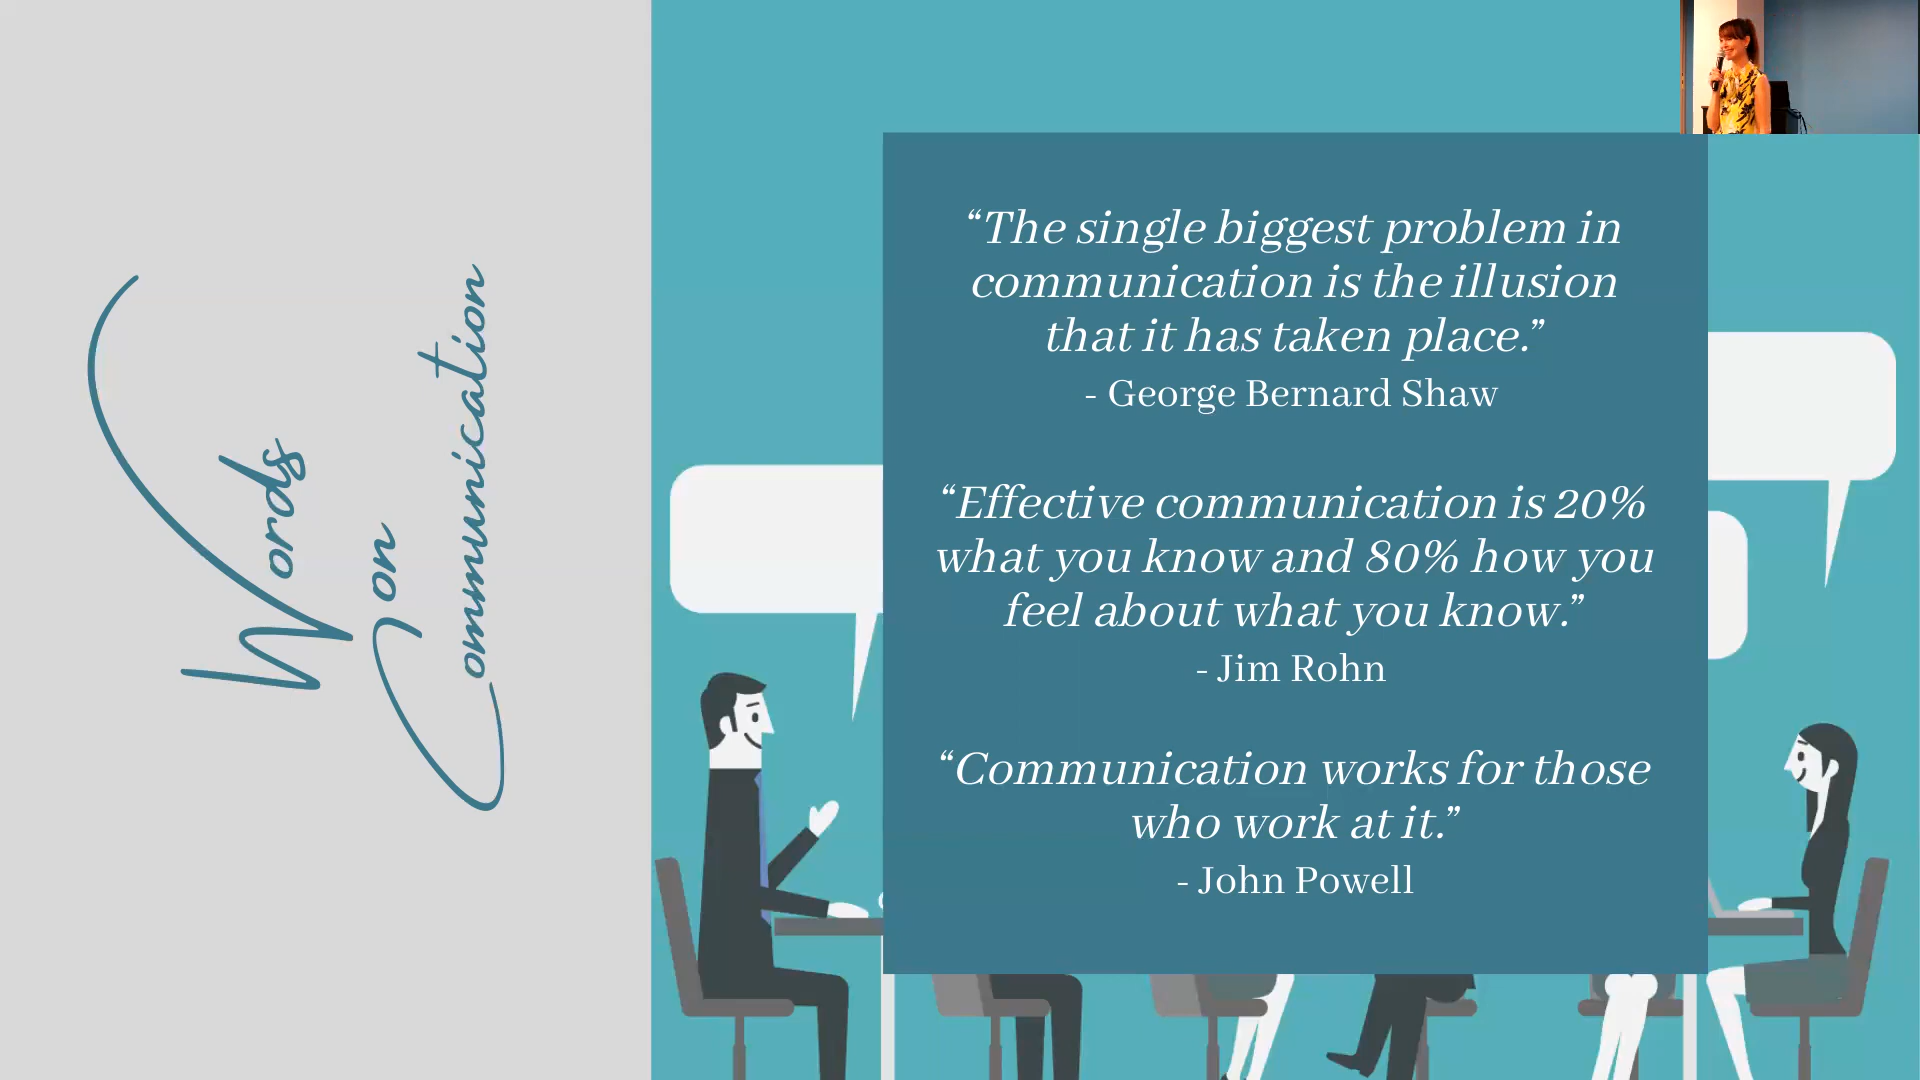 Words
on
Communication
“The single biggest problem in
communication is the illusion
that it has taken place.”
- George Bernard Shaw
“Effective communication is 20%
what you know and 80% how you
feel about what you know.”
- Jim Rohn
“Communication works for those
who work at it.”
- John Powell